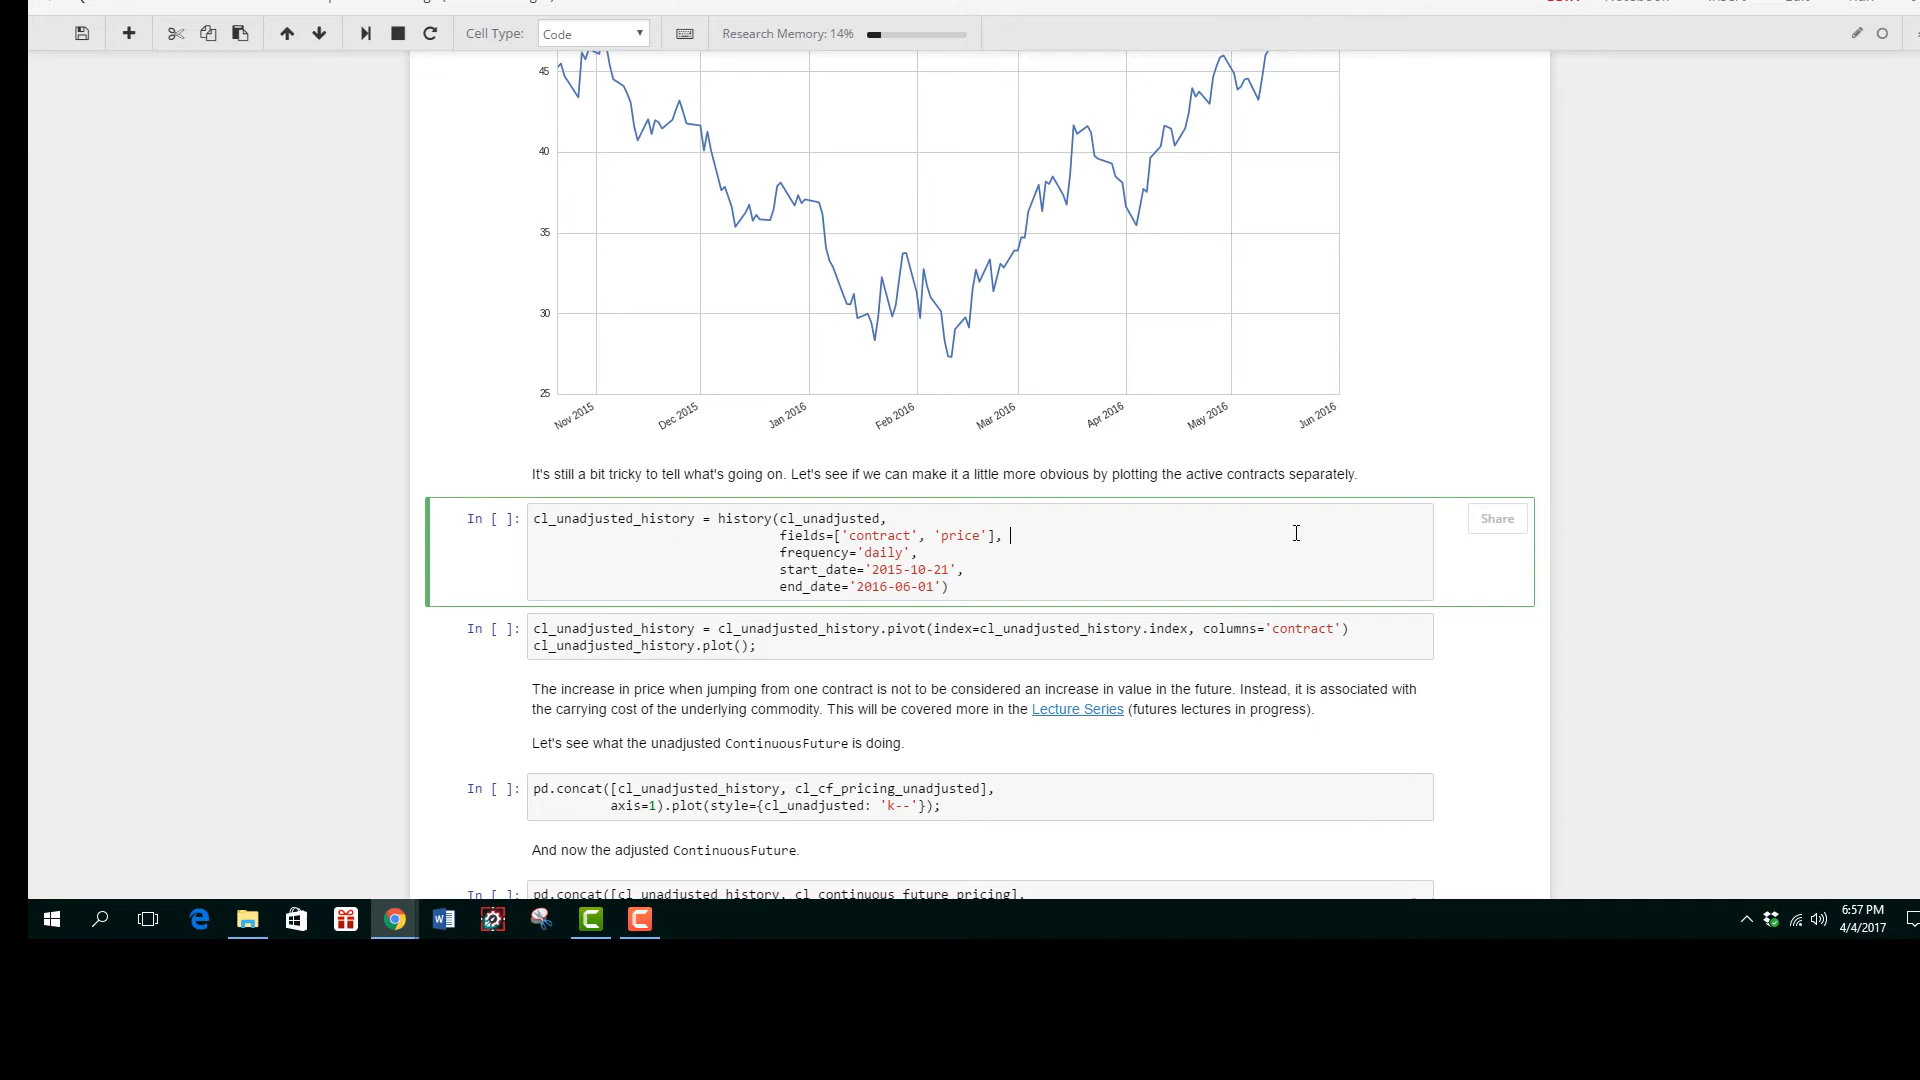 Cell Type: Code Research Memory: 14%
45
40
35
30
25
Nov 2015 Dec 2015 Jan 2016 Feb 2016 Mar 2016 Apr 2016 May 2016 Jun 2016
It's still a bit tricky to tell what's going on. Let's see if we can make it a little more obvious by plotting the active contracts separately.
In [ ]: cl_unadjusted_history = history(cl_unadjusted, Share
fields=['contract', 'price'],
frequency='daily',
start_date='2015-10-21',
end_date='2016-06-01')
In [ ]: cl_unadjusted_history = cl_unadjusted_history.pivot(index=cl_unadjusted_history.index, columns='contract')
cl_unadjusted_history.plot();
The increase in price when jumping from one contract is not to be considered an increase in value in the future. Instead, it is associated with
the carrying cost of the underlying commodity. This will be covered more in the Lecture Series (futures lectures in progress).
Let's see what the unadjusted ContinuousFuture is doing.
In [ ]: pd.concat([cl_unadjusted_history, cl_cf_pricing_unadjusted],
axis=1).plot(style={cl_unadjusted: 'k--'});
And now the adjusted ContinuousFuture.
In [ ]: pd.concat([cl_unadjusted_history, cl_continuous_future_pricing],
6:57 PM
4/4/2017